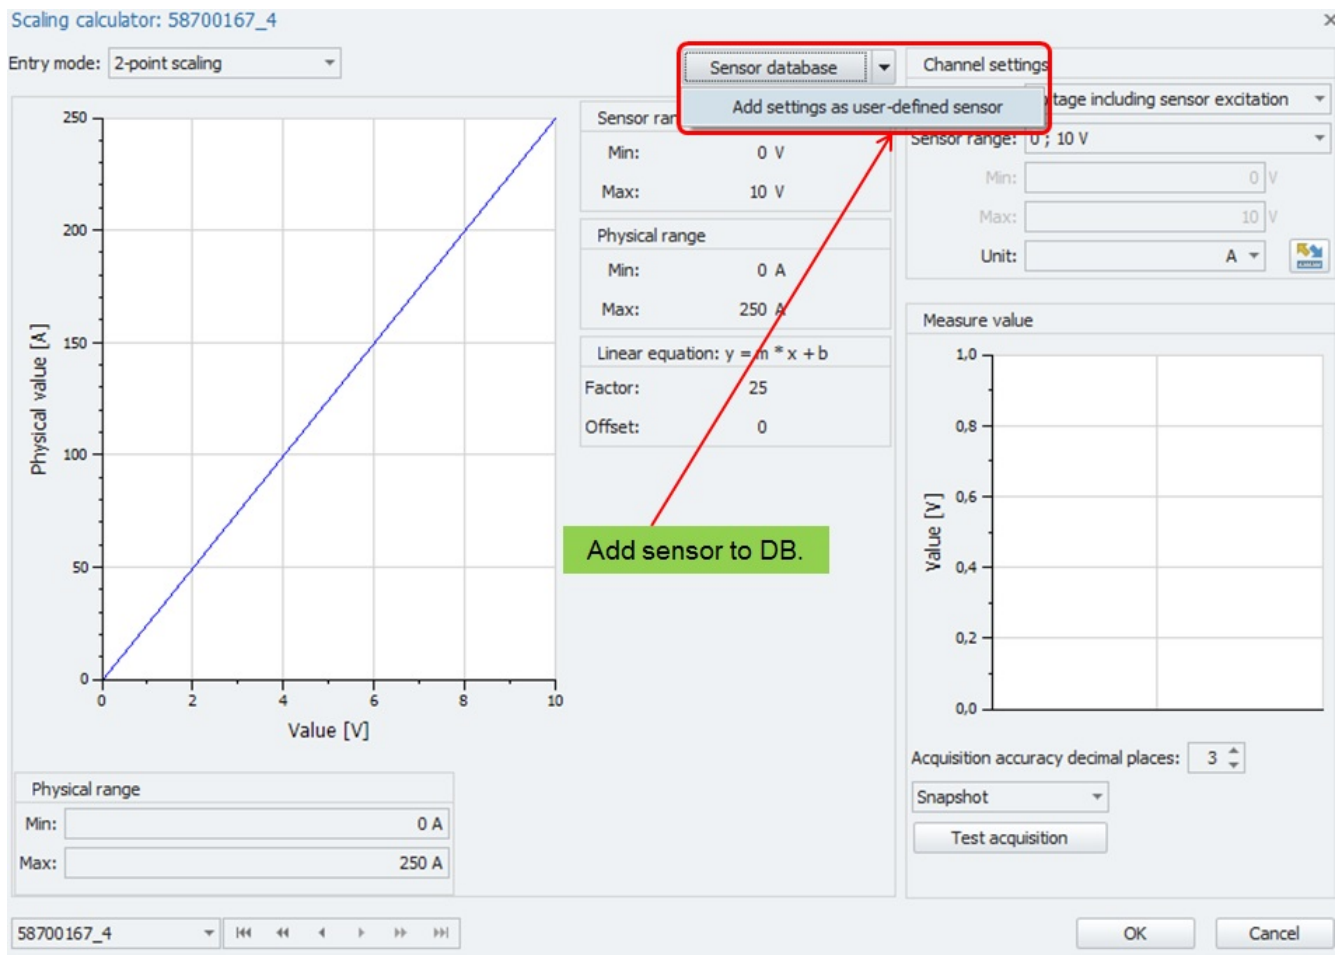 Scaling calculator: 58700167_4
Entry mode: 2-point scaling
Sensor database
Add settings as user-defined sensor
Channel settings
tage including sensor excitation
Sensor range: 0 ; 10 V
Min: 0 V
Max: 10 V
Unit: A
250
200
150
100
50
0
0 2 4 6 8 10
Physical value [A]
Value [V]
Sensor ran
Min: 0 V
Max: 10 V
Physical range
Min: 0 A
Max: 250 A
Linear equation: y = m * x + b
Factor: 25
Offset: 0
Add sensor to DB.
Measure value
1,0
0,8
0,6
0,4
0,2
0,0
Value [V]
Acquisition accuracy decimal places: 3
Snapshot
Test acquisition
Physical range
Min: 0 A
Max: 250 A
58700167_4
OK Cancel